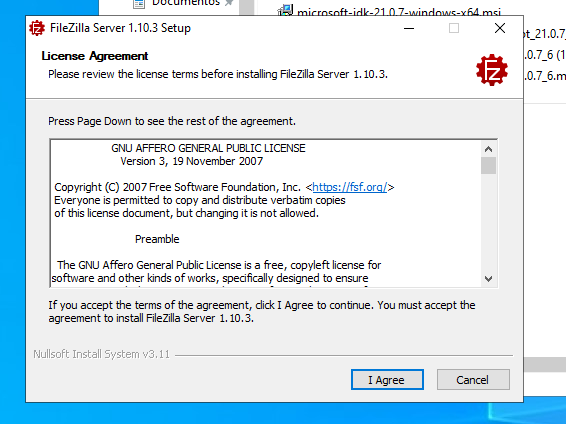 Documentos
microsoft-jdk-21.0.7-windows-x64.msi
FileZilla Server 1.10.3 Setup
License Agreement
Please review the license terms before installing FileZilla Server 1.10.3.
pt_21.0.7
.0.7_6 (1
.0.7_6.m
Press Page Down to see the rest of the agreement.
GNU AFFERO GENERAL PUBLIC LICENSE
Version 3, 19 November 2007
Copyright (C) 2007 Free Software Foundation, Inc. <https://fsf.org/>
Everyone is permitted to copy and distribute verbatim copies
of this license document, but changing it is not allowed.
Preamble
The GNU Affero General Public License is a free, copyleft license for
software and other kinds of works, specifically designed to ensure
If you accept the terms of the agreement, click I Agree to continue. You must accept the
agreement to install FileZilla Server 1.10.3.
Nullsoft Install System v3.11
I Agree
Cancel